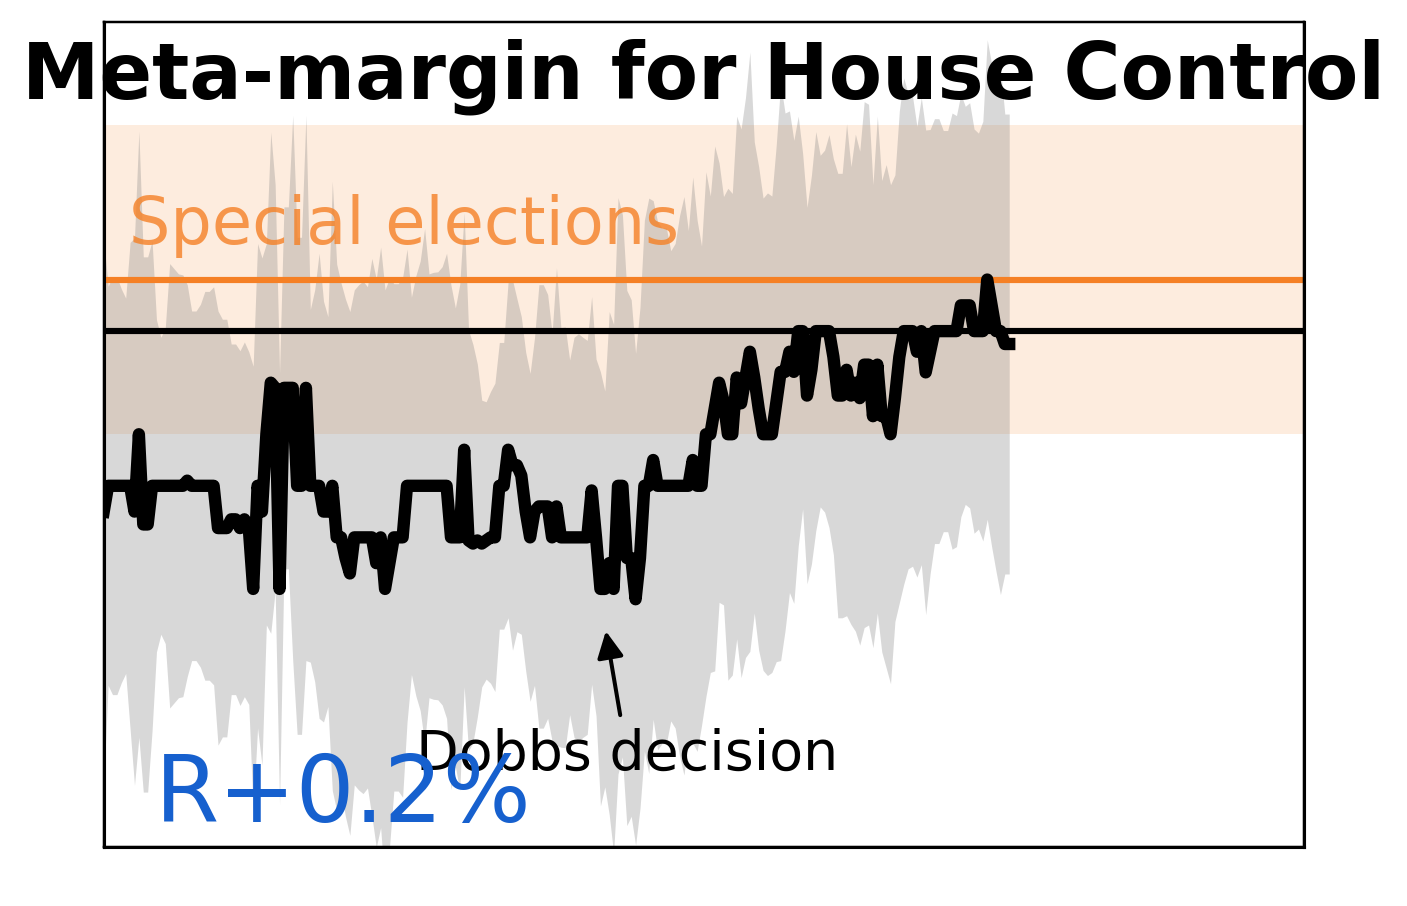 Meta-margin for House Control
Special elections
Dobbs decision
R+0.2%